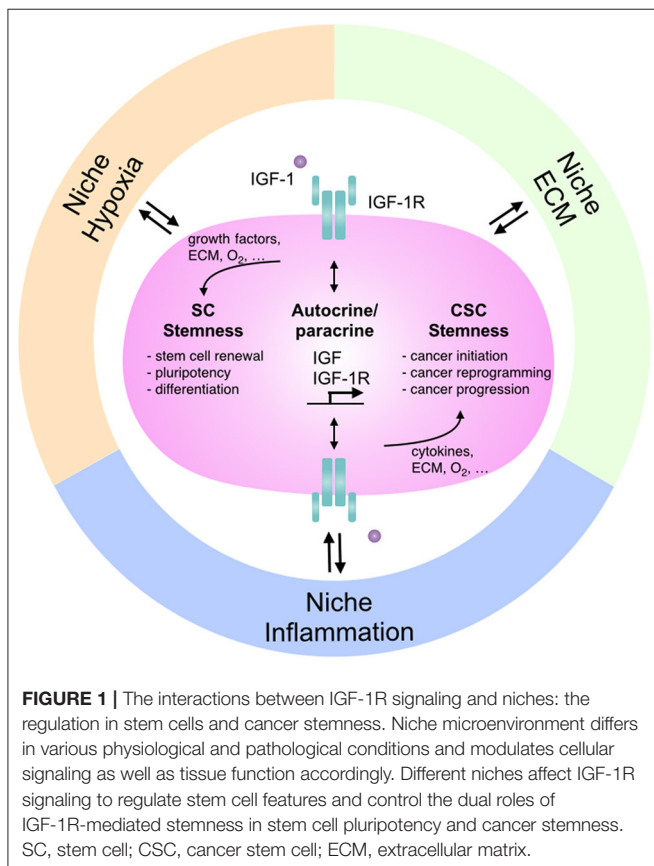 Niche
Hypoxia
Niche
ECM
IGF-1
IGF-1R
growth factors,
ECM, O₂, ...
SC
Stemness
- stem cell renewal
- pluripotency
- differentiation
Autocrine/
paracrine
IGF
IGF-1R
CSC
Stemness
- cancer initiation
- cancer reprogramming
- cancer progression
cytokines,
ECM, O₂, ...
Niche
Inflammation
FIGURE 1 | The interactions between IGF-1R signaling and niches: the
regulation in stem cells and cancer stemness. Niche microenvironment differs
in various physiological and pathological conditions and modulates cellular
signaling as well as tissue function accordingly. Different niches affect IGF-1R
signaling to regulate stem cell features and control the dual roles of
IGF-1R-mediated stemness in stem cell pluripotency and cancer stemness.
SC, stem cell; CSC, cancer stem cell; ECM, extracellular matrix.